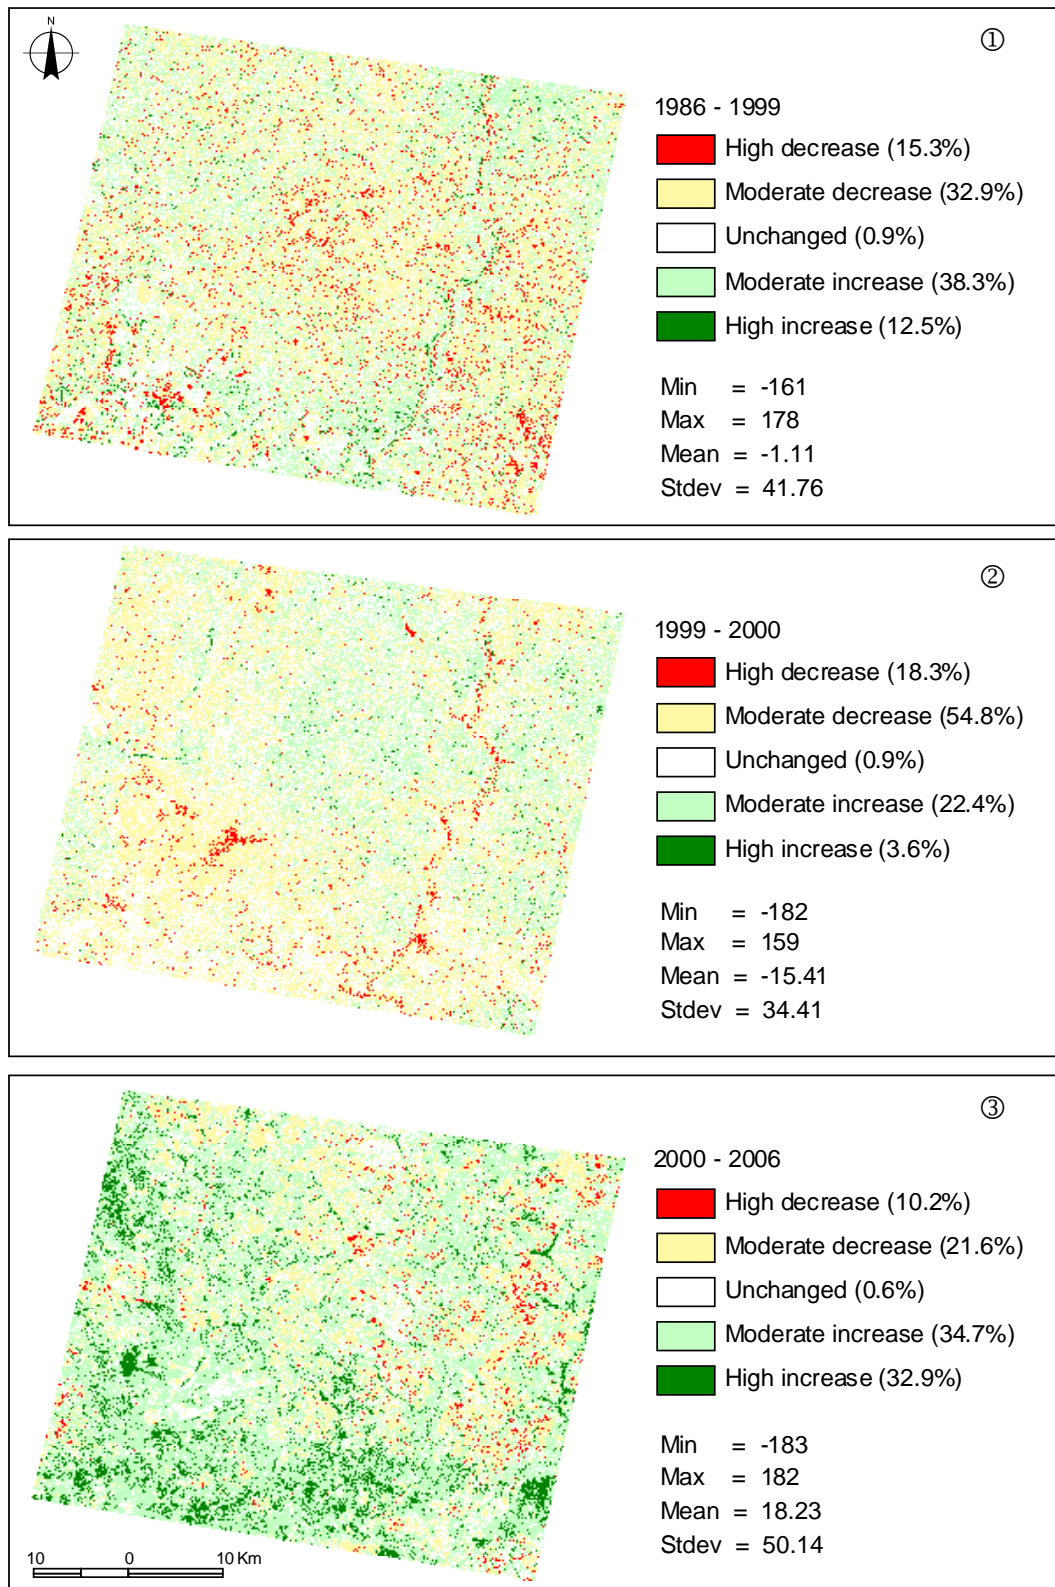 N
①
1986 - 1999
High decrease (15.3%)
Moderate decrease (32.9%)
Unchanged (0.9%)
Moderate increase (38.3%)
High increase (12.5%)
Min = -161
Max = 178
Mean = -1.11
Stdev = 41.76
②
1999 - 2000
High decrease (18.3%)
Moderate decrease (54.8%)
Unchanged (0.9%)
Moderate increase (22.4%)
High increase (3.6%)
Min = -182
Max = 159
Mean = -15.41
Stdev = 34.41
③
2000 - 2006
High decrease (10.2%)
Moderate decrease (21.6%)
Unchanged (0.6%)
Moderate increase (34.7%)
High increase (32.9%)
Min = -183
Max = 182
Mean = 18.23
Stdev = 50.14
10 0 10 Km